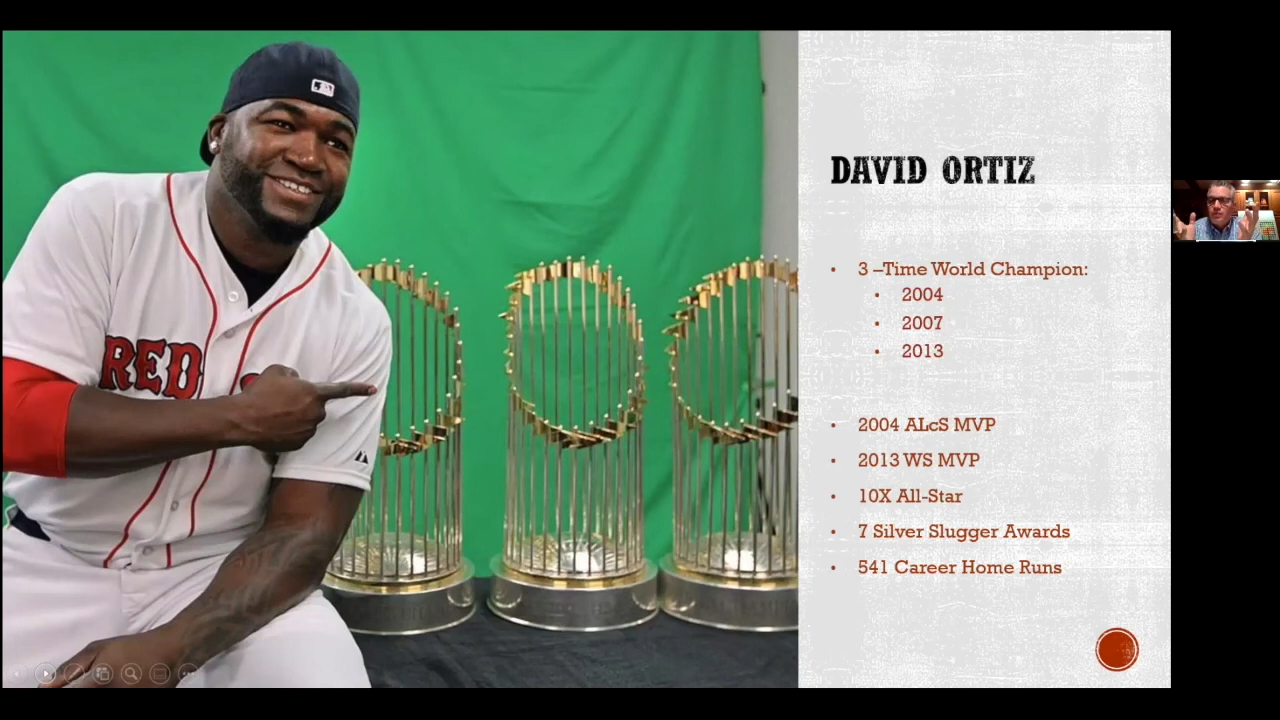 DAVID ORTIZ
3 –Time World Champion:
2004
2007
2013
2004 ALcS MVP
2013 WS MVP
10X All-Star
7 Silver Slugger Awards
541 Career Home Runs
RED